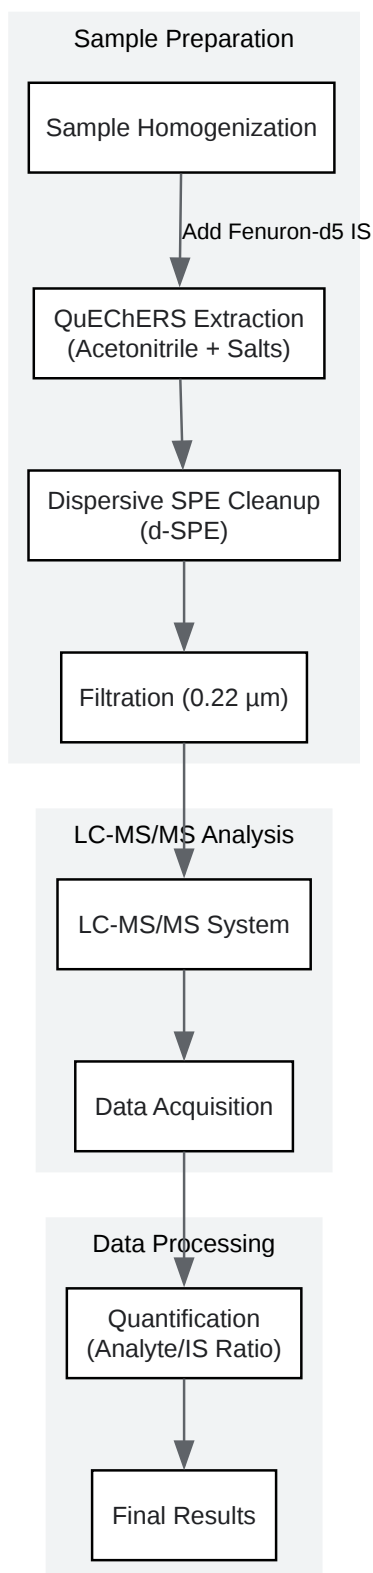 Sample Preparation
Sample Homogenization
Add Fenuron-d5 IS
QuEChERS Extraction
(Acetonitrile + Salts)
Dispersive SPE Cleanup
(d-SPE)
Filtration (0.22 µm)
LC-MS/MS Analysis
LC-MS/MS System
Data Acquisition
Data Processing
Quantification
(Analyte/IS Ratio)
Final Results